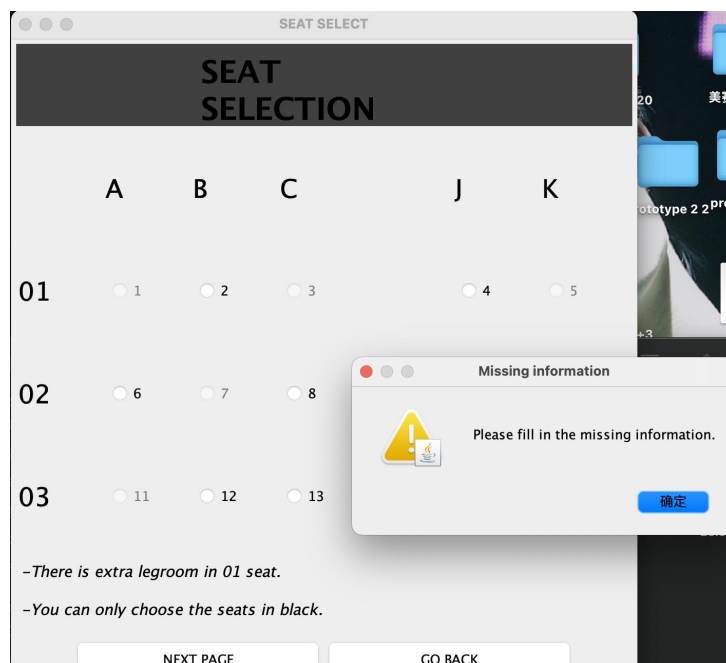 SEAT SELECT
SEAT
SELECTION
20
A B C J K
ototype 2 2
01 1 2 3 4 5
+3
Missing information
02 6 7 8
Please fill in the missing information.
03 11 12 13
确定
-There is extra legroom in 01 seat.
-You can only choose the seats in black.
NEXT PAGE GO BACK